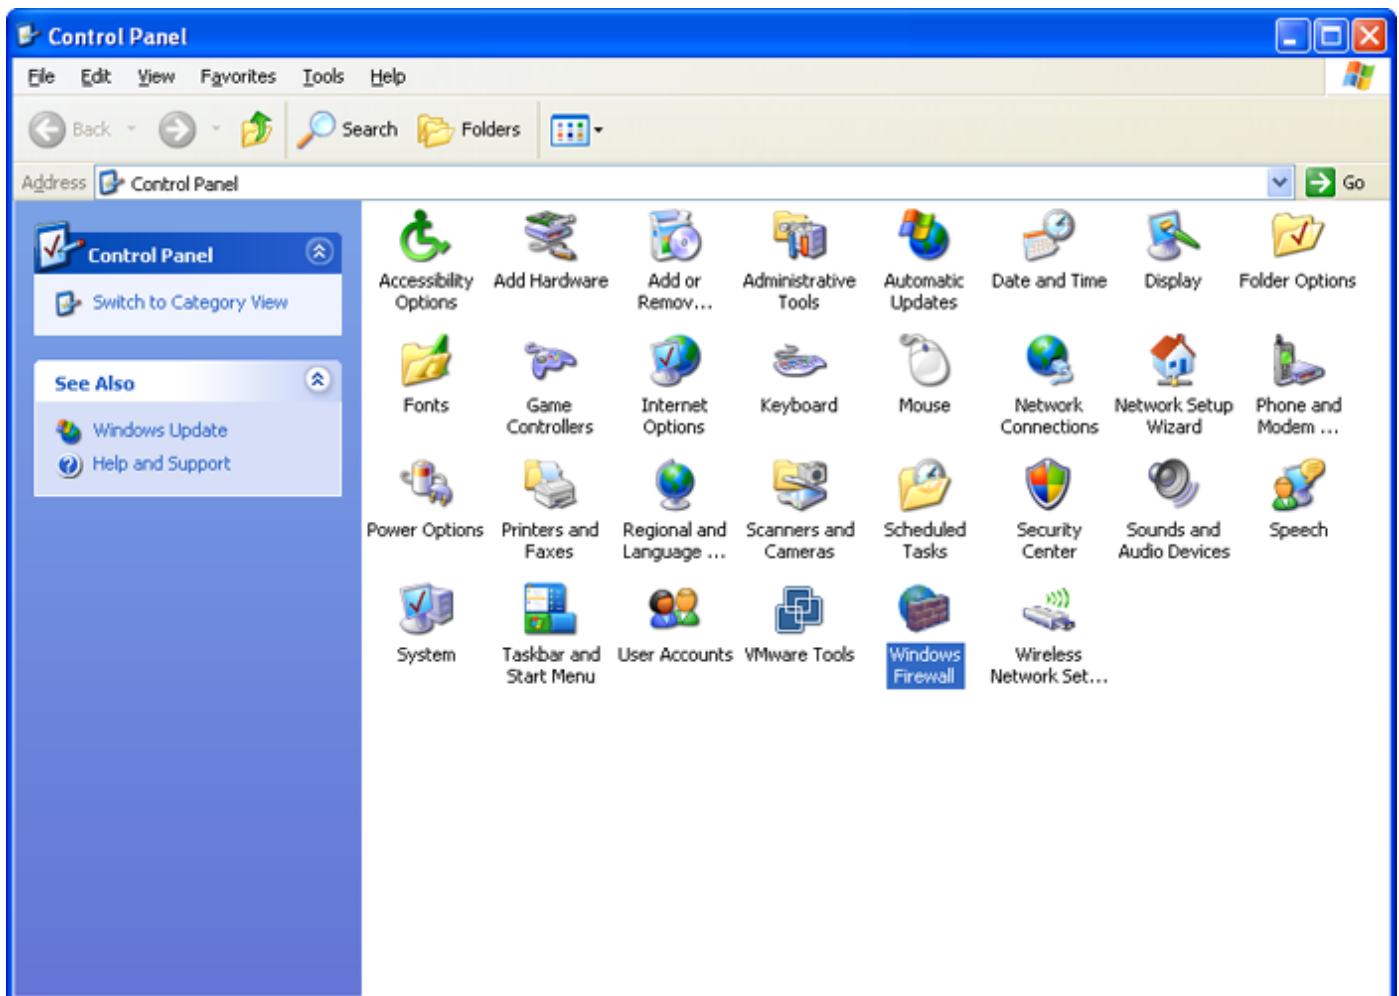 Control Panel
File Edit View Favorites Tools Help
Back Search Folders
Address Control Panel Go
Control Panel
Switch to Category View
See Also
Windows Update
Help and Support
Accessibility Options
Add Hardware
Add or Remov...
Administrative Tools
Automatic Updates
Date and Time
Display
Folder Options
Fonts
Game Controllers
Internet Options
Keyboard
Mouse
Network Connections
Network Setup Wizard
Phone and Modem ...
Power Options
Printers and Faxes
Regional and Language ...
Scanners and Cameras
Scheduled Tasks
Security Center
Sounds and Audio Devices
Speech
System
Taskbar and Start Menu
User Accounts
VMware Tools
Windows Firewall
Wireless Network Set...